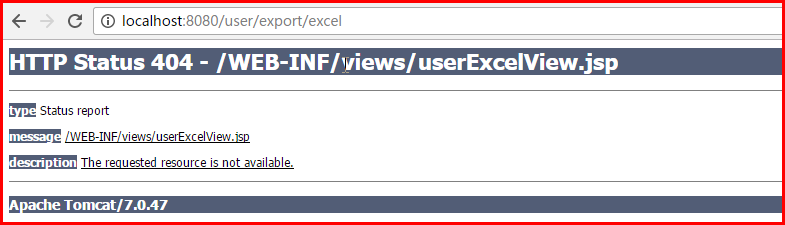 localhost:8080/user/export/excel
HTTP Status 404 - /WEB-INF/views/userExcelView.jsp
type Status report
message /WEB-INF/views/userExcelView.jsp
description The requested resource is not available.
Apache Tomcat/7.0.47